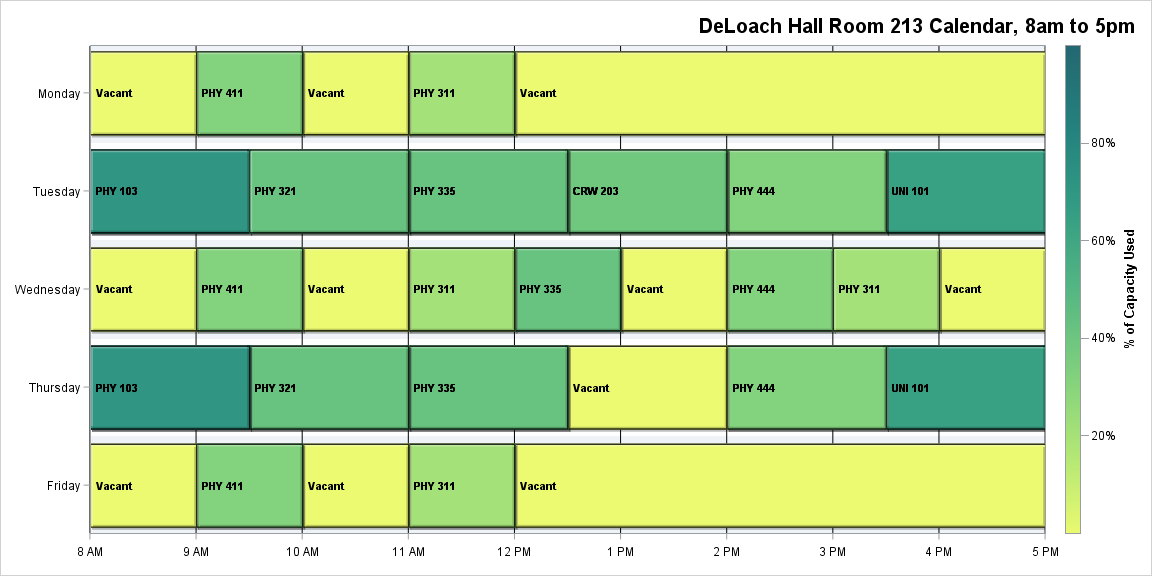 DeLoach Hall Room 213 Calendar, 8am to 5pm
Monday
Vacant
PHY 411
Vacant
PHY 311
Vacant
Tuesday
PHY 103
PHY 321
PHY 335
CRW 203
PHY 444
UNI 101
Wednesday
Vacant
PHY 411
Vacant
PHY 311
PHY 335
Vacant
PHY 444
PHY 311
Vacant
Thursday
PHY 103
PHY 321
PHY 335
Vacant
PHY 444
UNI 101
Friday
Vacant
PHY 411
Vacant
PHY 311
Vacant
8 AM
9 AM
10 AM
11 AM
12 PM
1 PM
2 PM
3 PM
4 PM
5 PM
80%
60%
40%
20%
% of Capacity Used